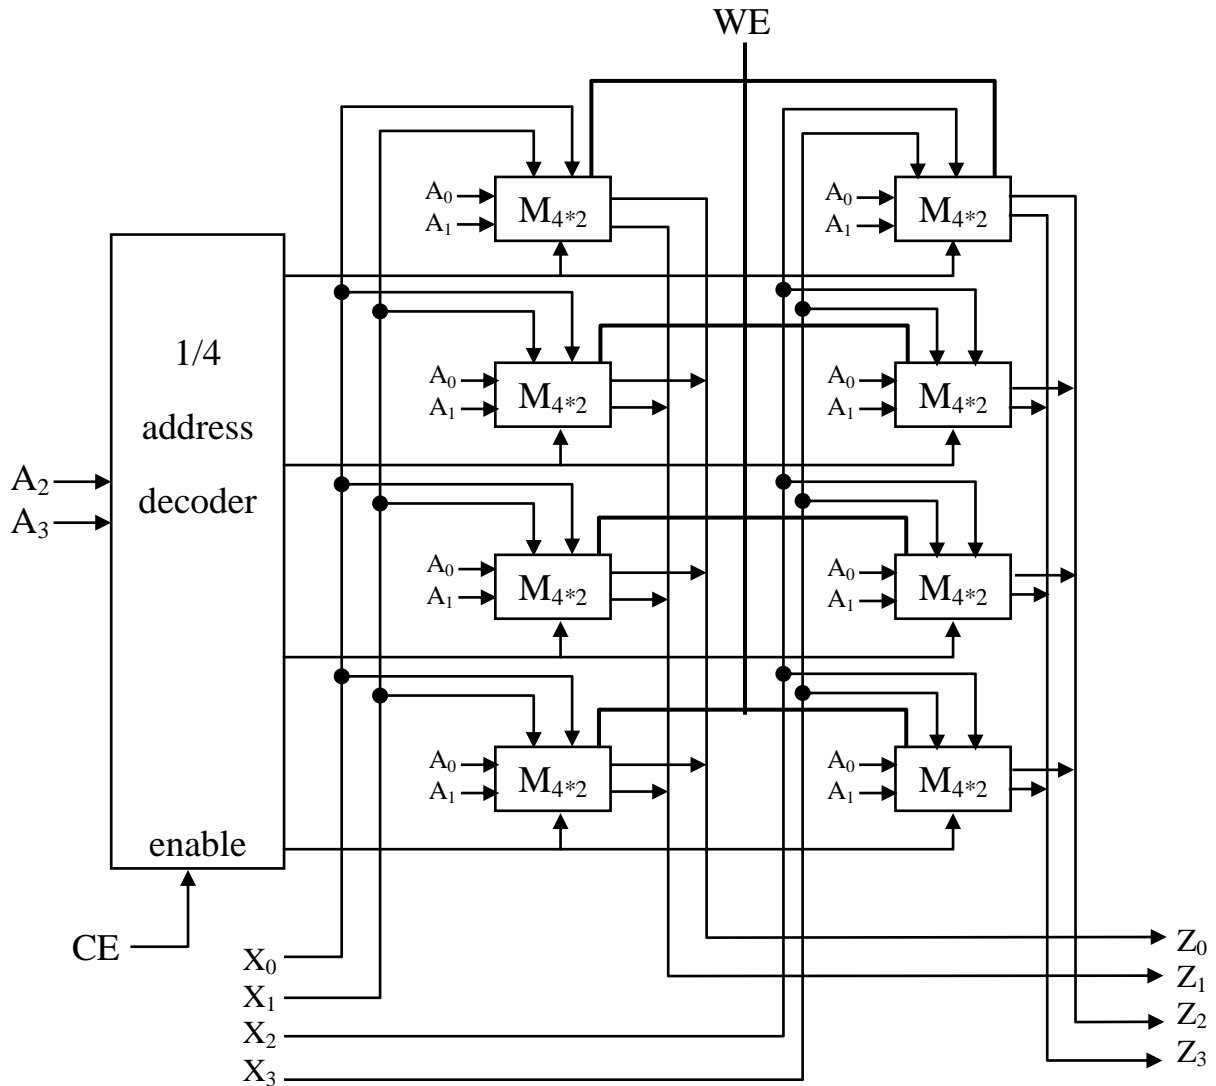 WE
A₀
A₁
M₄*₂
A₀
A₁
M₄*₂
1/4
address
decoder
enable
A₀
A₁
M₄*₂
A₀
A₁
M₄*₂
A₂
A₃
A₀
A₁
M₄*₂
A₀
A₁
M₄*₂
A₀
A₁
M₄*₂
A₀
A₁
M₄*₂
CE
X₀
X₁
X₂
X₃
Z₀
Z₁
Z₂
Z₃